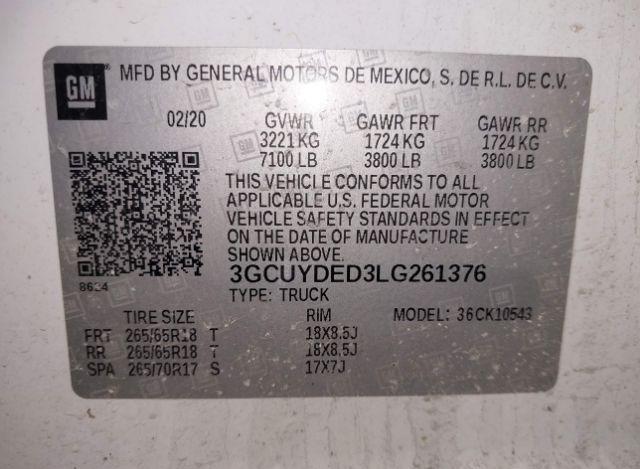 GM ® MFD BY GENERAL MOTORS DE MEXICO, S. DE R.L. DE C.V.
02/20 GVWR GAWR FRT GAWR RR
3221 KG 1724 KG 1724 KG
7100 LB 3800 LB 3800 LB
THIS VEHICLE CONFORMS TO ALL
APPLICABLE U.S. FEDERAL MOTOR
VEHICLE SAFETY STANDARDS IN EFFECT
ON THE DATE OF MANUFACTURE
SHOWN ABOVE.
3GCUYDED3LG261376
8624
TYPE: TRUCK MODEL: 36CK10543
TIRE SIZE RIM
FRT 265/65R18 T 18X8.5J
RR 265/65R18 T 18X8.5J
SPA 265/70R17 S 17X7J